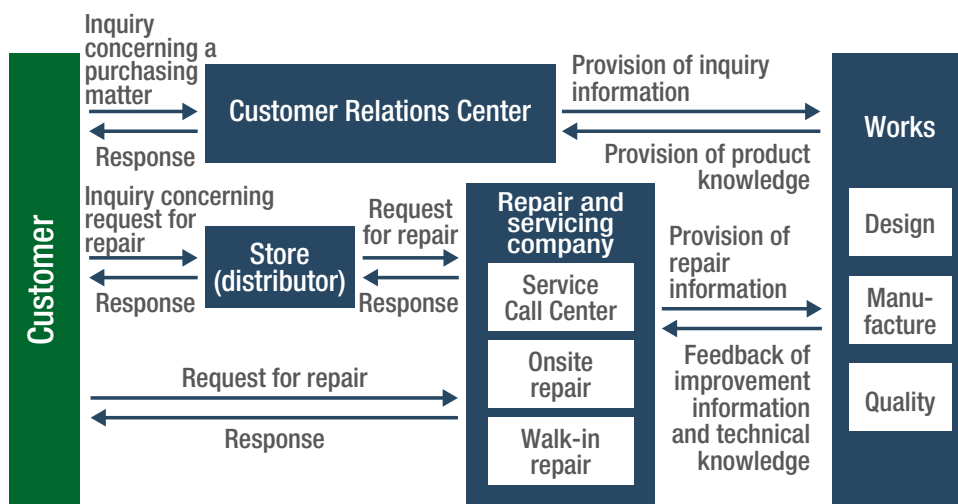 Customer
Inquiry
concerning a
purchasing
matter
Response
Customer Relations Center
Provision of inquiry
information
Provision of product
knowledge
Works
Design
Manu-
facture
Quality
Inquiry concerning
request for
repair
Response
Store
(distributor)
Request
for repair
Response
Repair and
servicing
company
Service
Call Center
Onsite
repair
Walk-in
repair
Provision of
repair
information
Feedback of
improvement
information
and technical
knowledge
Request for repair
Response